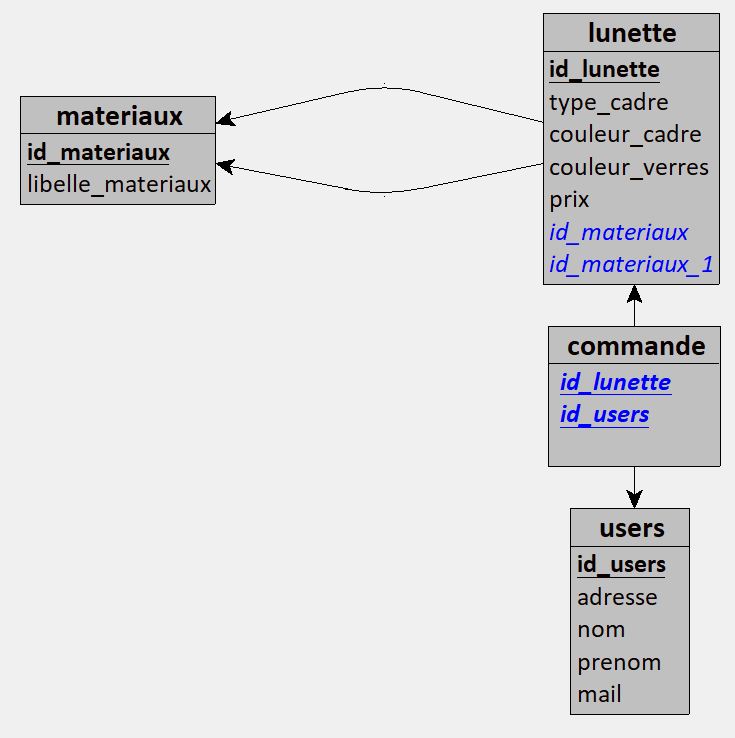 materiaux
id_materiaux
libelle_materiaux
lunette
id_lunette
type_cadre
couleur_cadre
couleur_verres
prix
id_materiaux
id_materiaux_1
commande
id_lunette
id_users
users
id_users
adresse
nom
prenom
mail